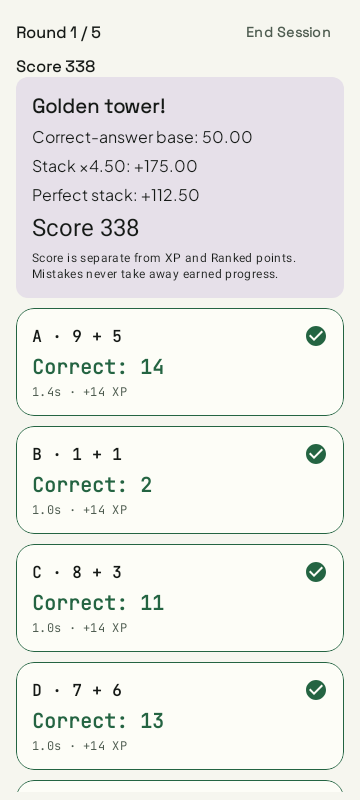 Round 1 / 5
End Session
Score 338
Golden tower!
Correct-answer base: 50.00
Stack ×4.50: +175.00
Perfect stack: +112.50
Score 338
Score is separate from XP and Ranked points.
Mistakes never take away earned progress.
A · 9 + 5
Correct: 14
1.4s · +14 XP
B · 1 + 1
Correct: 2
1.0s · +14 XP
C · 8 + 3
Correct: 11
1.0s · +14 XP
D · 7 + 6
Correct: 13
1.0s · +14 XP